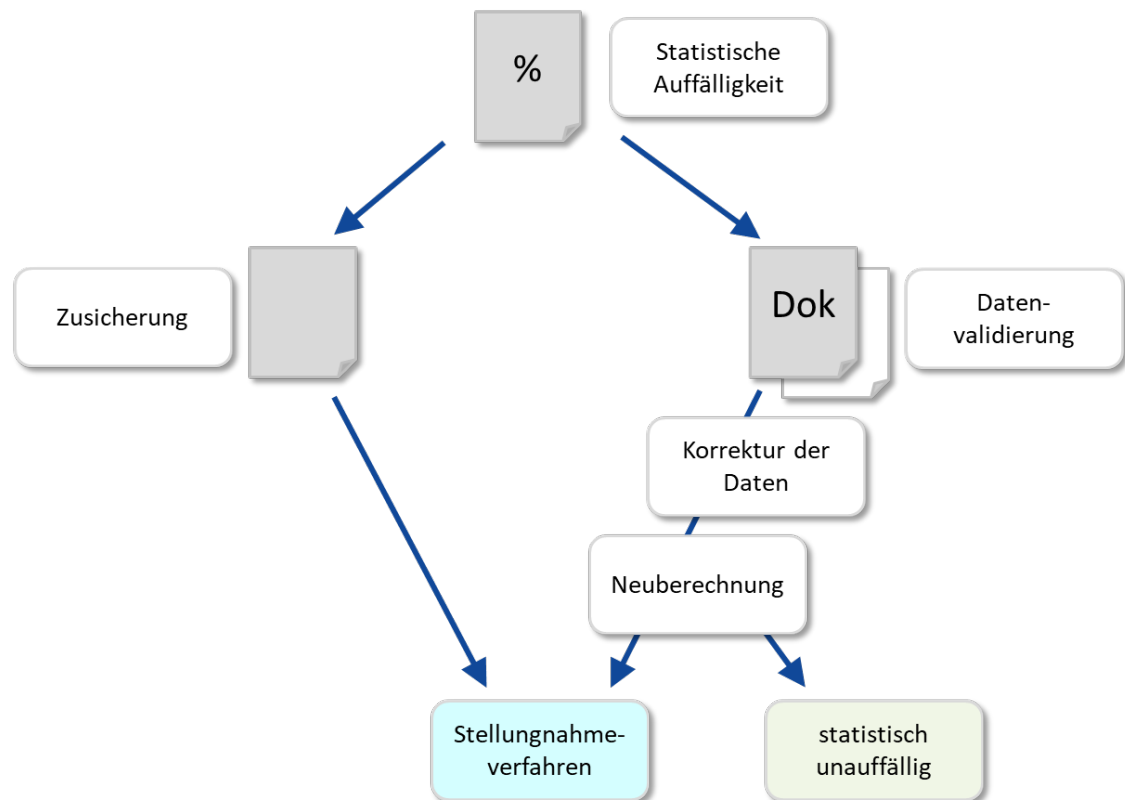 %
Statistische
Auffälligkeit
Zusicherung
Dok
Daten-
validierung
Korrektur der
Daten
Neuberechnung
Stellungnahme-
verfahren
statistisch
unauffällig